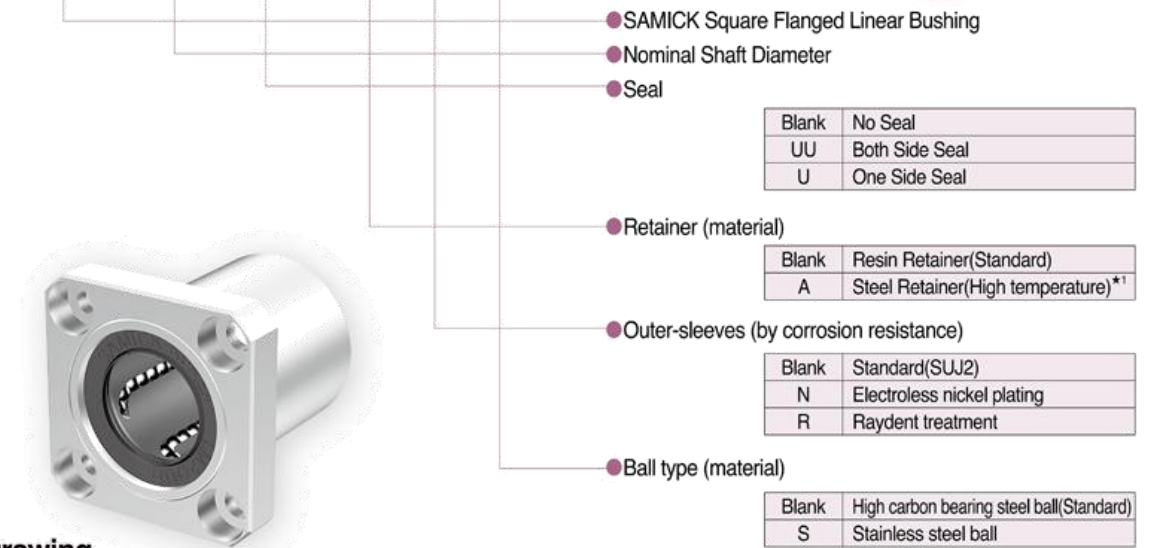 SAMICK Square Flanged Linear Bushing
Nominal Shaft Diameter
Seal
Blank No Seal
UU Both Side Seal
U One Side Seal
Retainer (material)
Blank Resin Retainer(Standard)
A Steel Retainer(High temperature)★1
Outer-sleeves (by corrosion resistance)
Blank Standard(SUJ2)
N Electroless nickel plating
R Raydent treatment
Ball type (material)
Blank High carbon bearing steel ball(Standard)
S Stainless steel ball